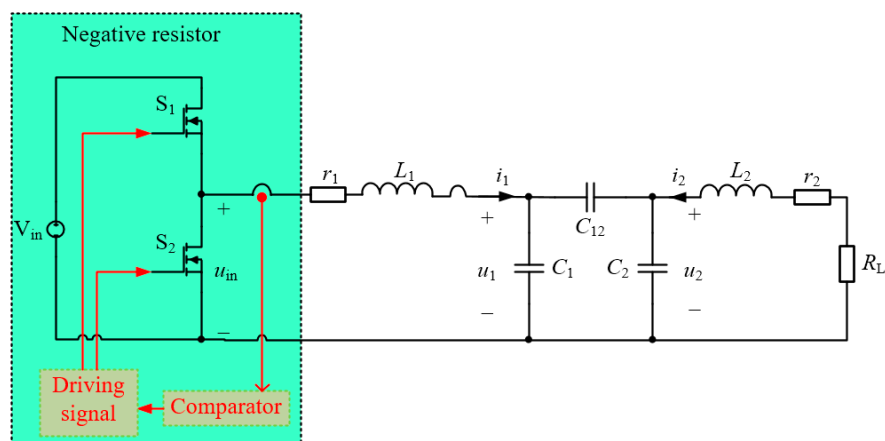 Negative resistor
S1
S2
Vin
+
uin
−
Driving
signal
Comparator
r1
L1
i1
+
u1
−
C1
C12
C2
i2
+
u2
−
L2
r2
RL